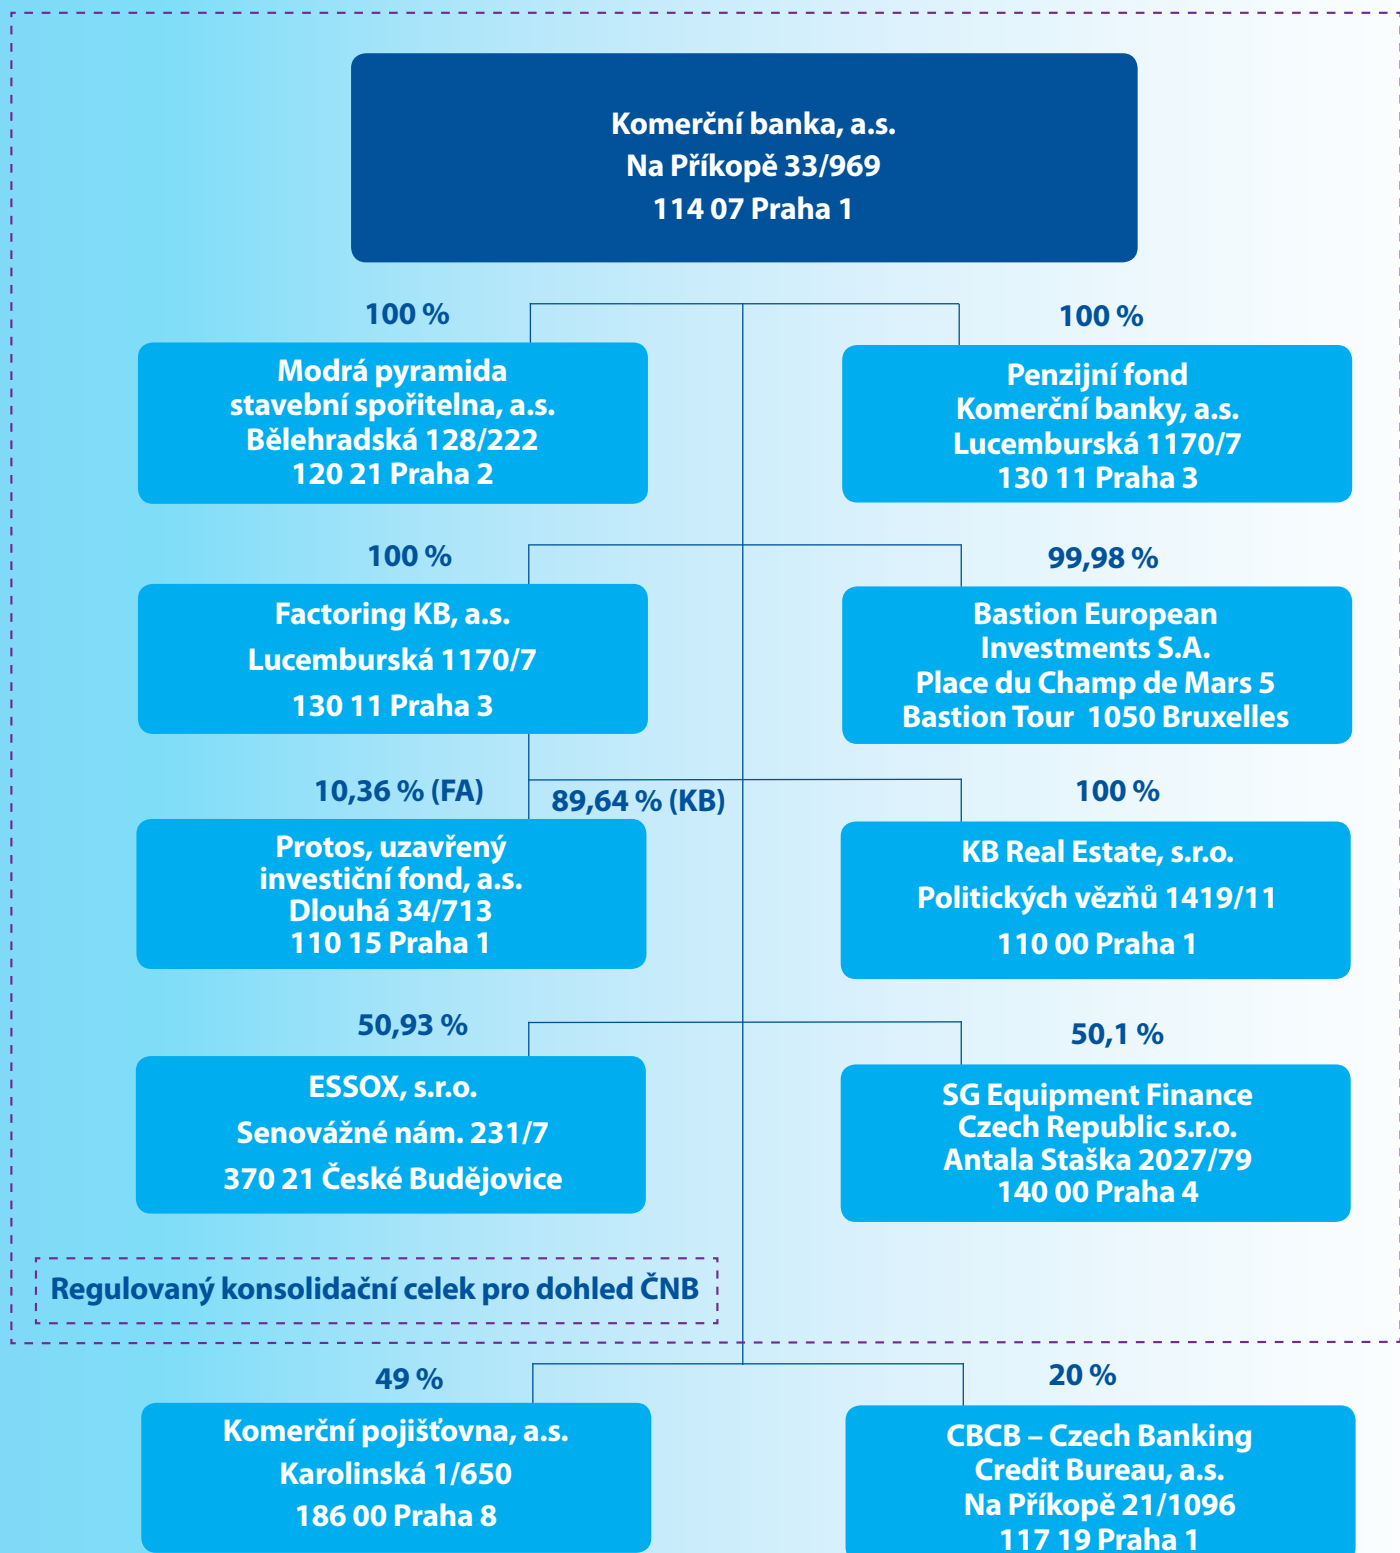 Komerční banka, a.s.
Na Příkopě 33/969
114 07 Praha 1
100 %
Modrá pyramida
stavební spořitelna, a.s.
Bělehradská 128/222
120 21 Praha 2
100 %
Penzijní fond
Komerční banky, a.s.
Lucemburská 1170/7
130 11 Praha 3
100 %
Factoring KB, a.s.
Lucemburská 1170/7
130 11 Praha 3
99,98 %
Bastion European
Investments S.A.
Place du Champ de Mars 5
Bastion Tour 1050 Bruxelles
10,36 % (FA)
89,64 % (KB)
Protos, uzavřený
investiční fond, a.s.
Dlouhá 34/713
110 15 Praha 1
100 %
KB Real Estate, s.r.o.
Politických vězňů 1419/11
110 00 Praha 1
50,93 %
ESSOX, s.r.o.
Senovážné nám. 231/7
370 21 České Budějovice
50,1 %
SG Equipment Finance
Czech Republic s.r.o.
Antala Staška 2027/79
140 00 Praha 4
Regulovaný konsolidační celek pro dohled ČNB
49 %
Komerční pojišťovna, a.s.
Karolinská 1/650
186 00 Praha 8
20 %
CBCB – Czech Banking
Credit Bureau, a.s.
Na Příkopě 21/1096
117 19 Praha 1